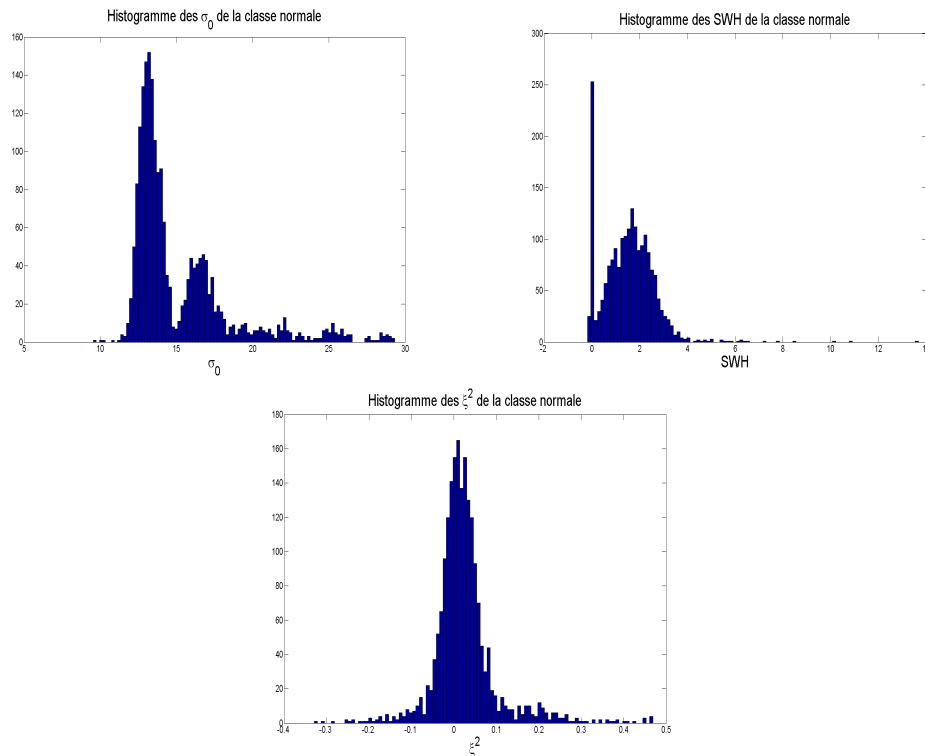 Histogramme des σ0 de la classe normale
160
140
120
100
80
60
40
20
0
5 10 15 20 25 30
σ0
Histogramme des SWH de la classe normale
300
250
200
150
100
50
0
-2 0 2 4 6 8 10 12 14
SWH
Histogramme des ξ2 de la classe normale
180
160
140
120
100
80
60
40
20
0
-0.4 -0.3 -0.2 -0.1 0 0.1 0.2 0.3 0.4 0.5
ξ2